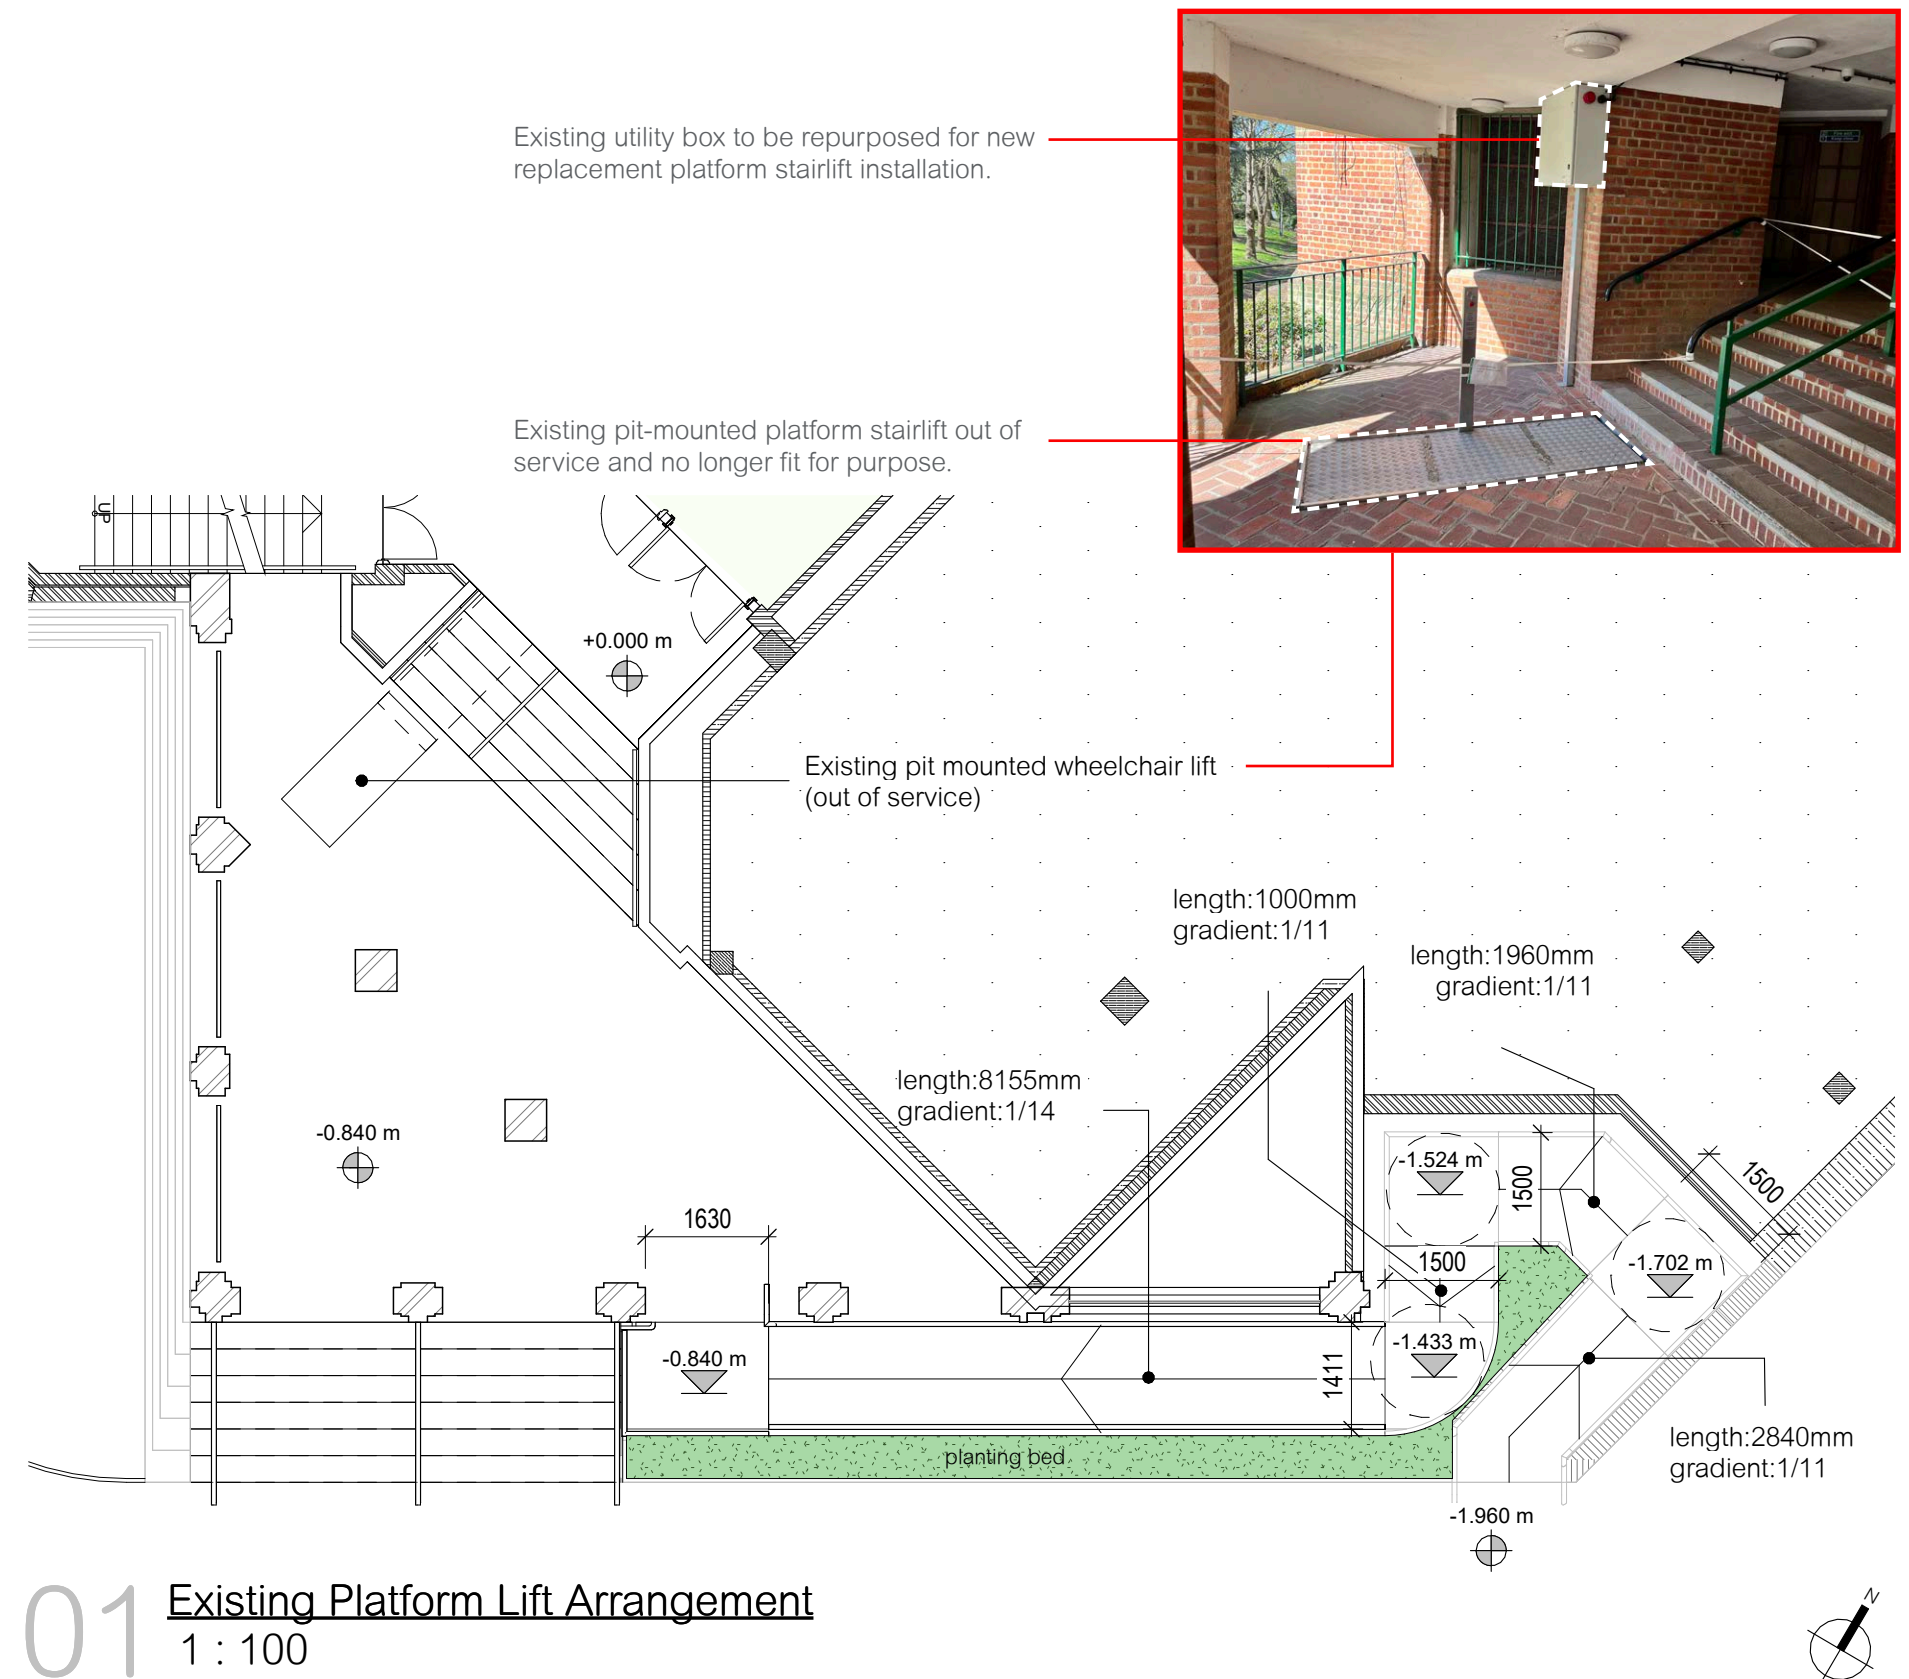 Existing utility box to be repurposed for new
replacement platform stairlift installation.
Existing pit-mounted platform stairlift out of
service and no longer fit for purpose.
UP
+0.000 m
Existing pit mounted wheelchair lift
(out of service)
length:1000mm
gradient:1/11
length:1960mm
gradient:1/11
length:8155mm
gradient:1/14
-0.840 m
-1.524 m
1500
1500
1630
1500
-1.702 m
-0.840 m
1411
-1.433 m
planting bed
length:2840mm
gradient:1/11
-1.960 m
01
Existing Platform Lift Arrangement
1 : 100
N